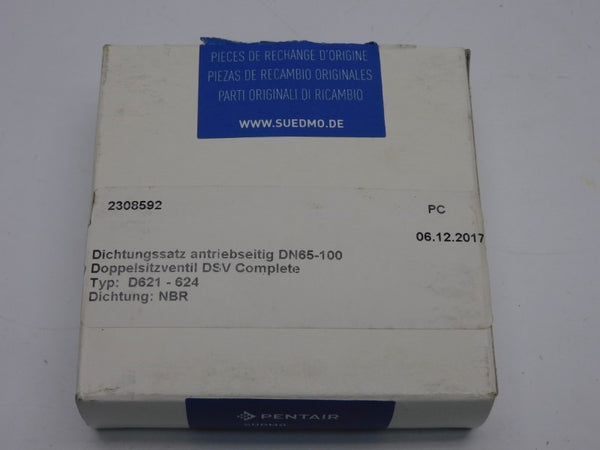 PIECES DE RECHANGE D'ORIGINE
PIEZAS DE RECAMBIO ORIGINALES
PARTI ORIGINALI DI RICAMBIO
WWW.SUEDMO.DE
2308592
PC
06.12.2017
Dichtungssatz antriebseitig DN65-100
Doppelsitzventil DSV Complete
Typ: D621 - 624
Dichtung: NBR
PENTAIR
SUDMO